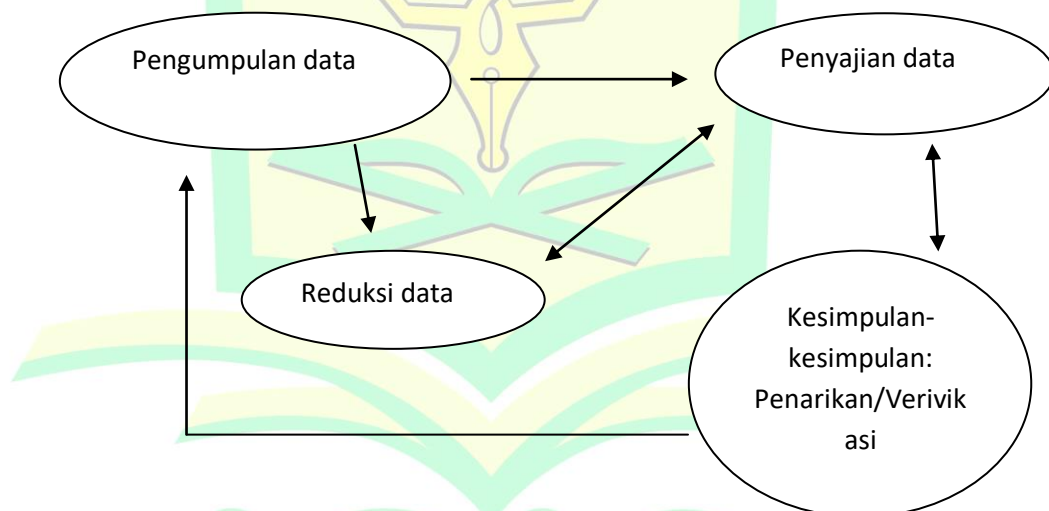 Pengumpulan data
Penyajian data
Reduksi data
Kesimpulan-
kesimpulan:
Penarikan/Verivik
asi